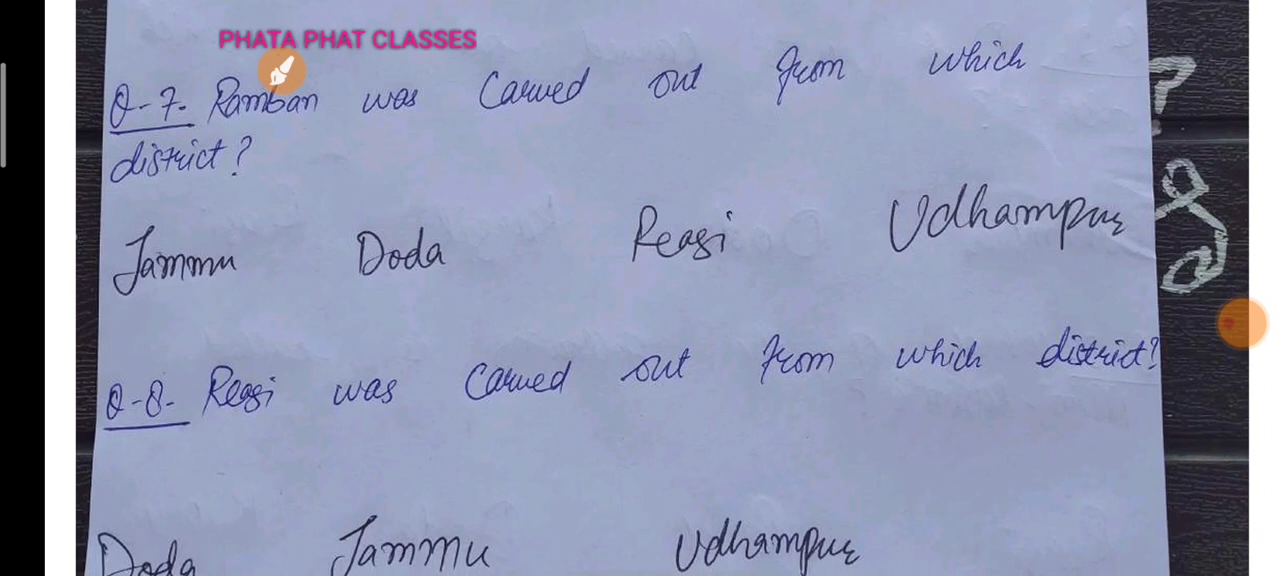 PHATA PHAT CLASSES
Q-7. Ramban was Carved out from which
district?
Jammu Doda Reasi Udhampur
Q-8- Reasi was Carved out from which district?
Doda Jammu Udhampur